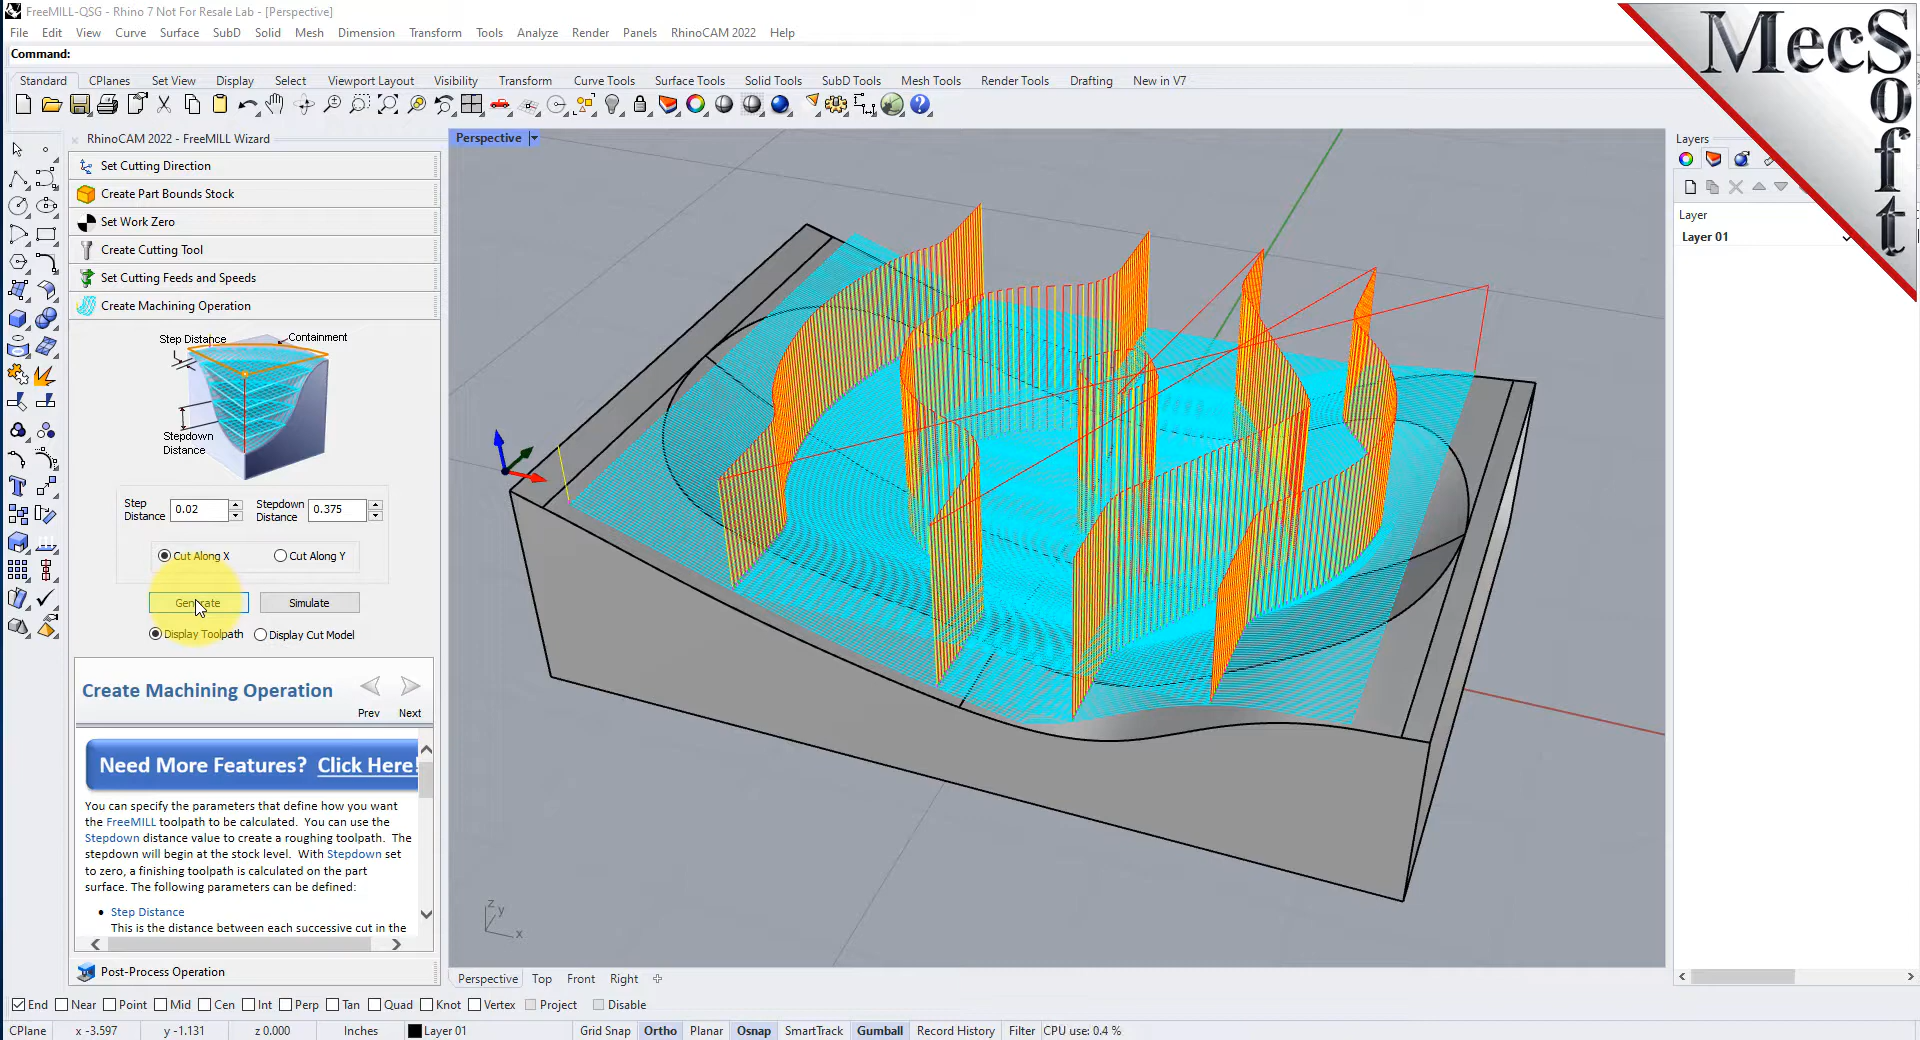 FreeMILL-QSG - Rhino 7 Not For Resale Lab - [Perspective]
File Edit View Curve Surface SubD Solid Mesh Dimension Transform Tools Analyze Render Panels RhinoCAM 2022 Help
Command:
Standard CPlanes Set View Display Select Viewport Layout Visibility Transform Curve Tools Surface Tools Solid Tools SubD Tools Mesh Tools Render Tools Drafting New in V7
MecSoft
RhinoCAM 2022 - FreeMILL Wizard
Set Cutting Direction
Create Part Bounds Stock
Set Work Zero
Create Cutting Tool
Set Cutting Feeds and Speeds
Create Machining Operation
Step Distance
Containment
Stepdown
Distance
Step
Distance
0.02
Stepdown
Distance
0.375
Cut Along X Cut Along Y
Generate Simulate
Display Toolpath Display Cut Model
Create Machining Operation
Prev Next
Need More Features? Click Here!
You can specify the parameters that define how you want
the FreeMILL toolpath to be calculated. You can use the
Stepdown distance value to create a roughing toolpath. The
stepdown will begin at the stock level. With Stepdown set
to zero, a finishing toolpath is calculated on the part
surface. The following parameters can be defined:
• Step Distance
This is the distance between each successive cut in the
Post-Process Operation
Perspective
z
y
x
Perspective Top Front Right
Layers
Layer
Layer 01
End Near Point Mid Cen Int Perp Tan Quad Knot Vertex Project Disable
CPlane x -3.597 y -1.131 z 0.000 Inches Layer 01 Grid Snap Ortho Planar Osnap SmartTrack Gumball Record History Filter CPU use: 0.4 %